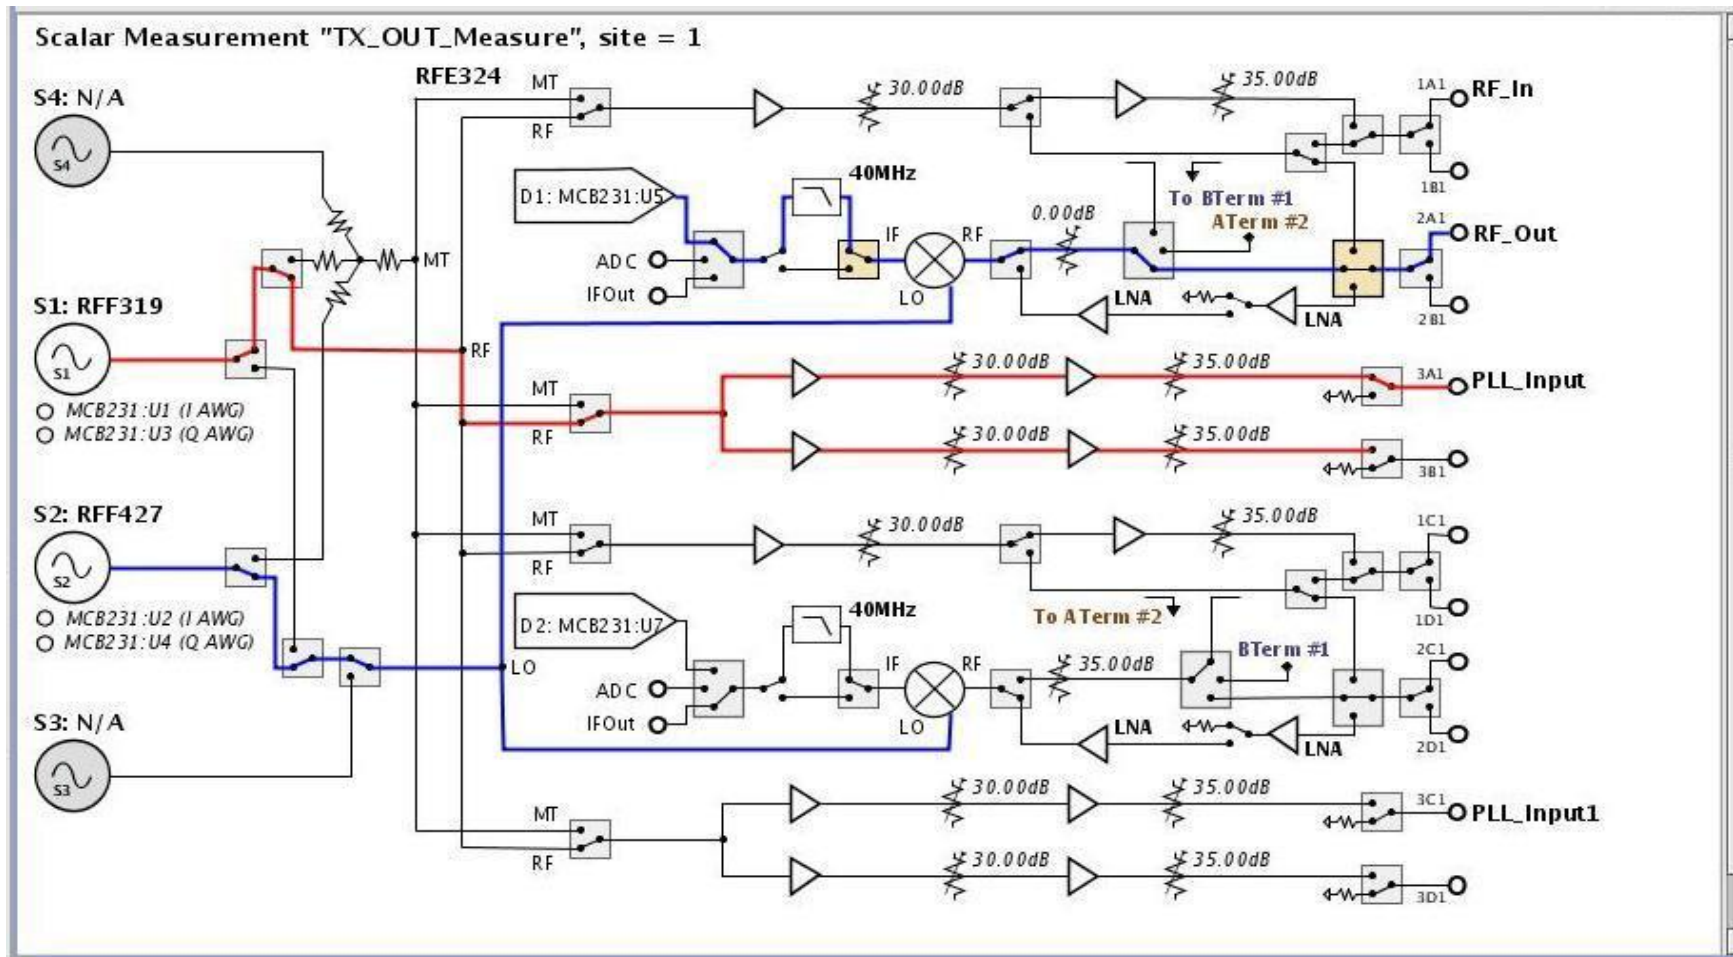 Scalar Measurement "TX_OUT_Measure", site = 1
S4: N/A
S4
RFE324
MT
RF
30.00dB
35.00dB
1A1
RF_In
1B1
D1: MCB231:U5
40MHz
ADC
IFOut
IF
RF
LO
0.00dB
To BTerm #1
ATerm #2
LNA
LNA
2A1
RF_Out
2B1
MT
S1: RFF319
S1
MCB231:U1 (I AWG)
MCB231:U3 (Q AWG)
RF
MT
RF
30.00dB
35.00dB
3A1
PLL_Input
30.00dB
35.00dB
3B1
S2: RFF427
S2
MCB231:U2 (I AWG)
MCB231:U4 (Q AWG)
MT
RF
30.00dB
35.00dB
1C1
1D1
D2: MCB231:U7
40MHz
ADC
IFOut
IF
RF
LO
35.00dB
To ATerm #2
BTerm #1
LNA
LNA
2C1
2D1
LO
S3: N/A
S3
MT
RF
30.00dB
35.00dB
3C1
PLL_Input1
30.00dB
35.00dB
3D1